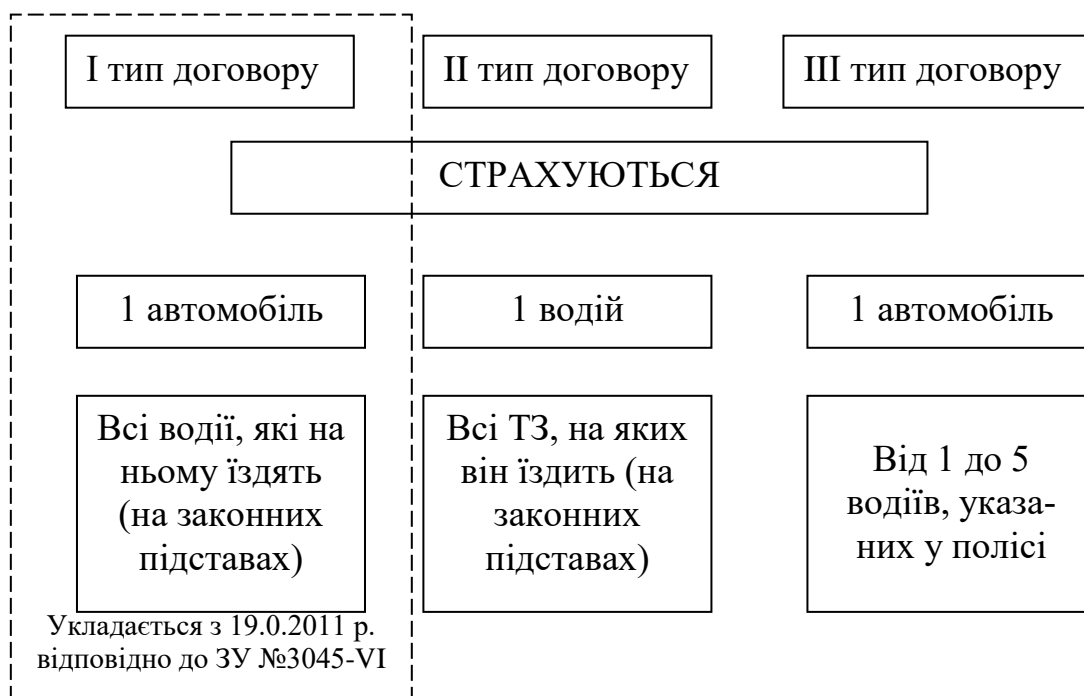 І тип договору
ІІ тип договору
ІІІ тип договору
СТРАХУЮТЬСЯ
1 автомобіль
1 водій
1 автомобіль
Всі водії, які на
ньому їздять
(на законних
підставах)
Всі ТЗ, на яких
він їздить (на
законних
підставах)
Від 1 до 5
водіїв, указа-
них у полісі
Укладається з 19.0.2011 р.
відповідно до ЗУ №3045-VI